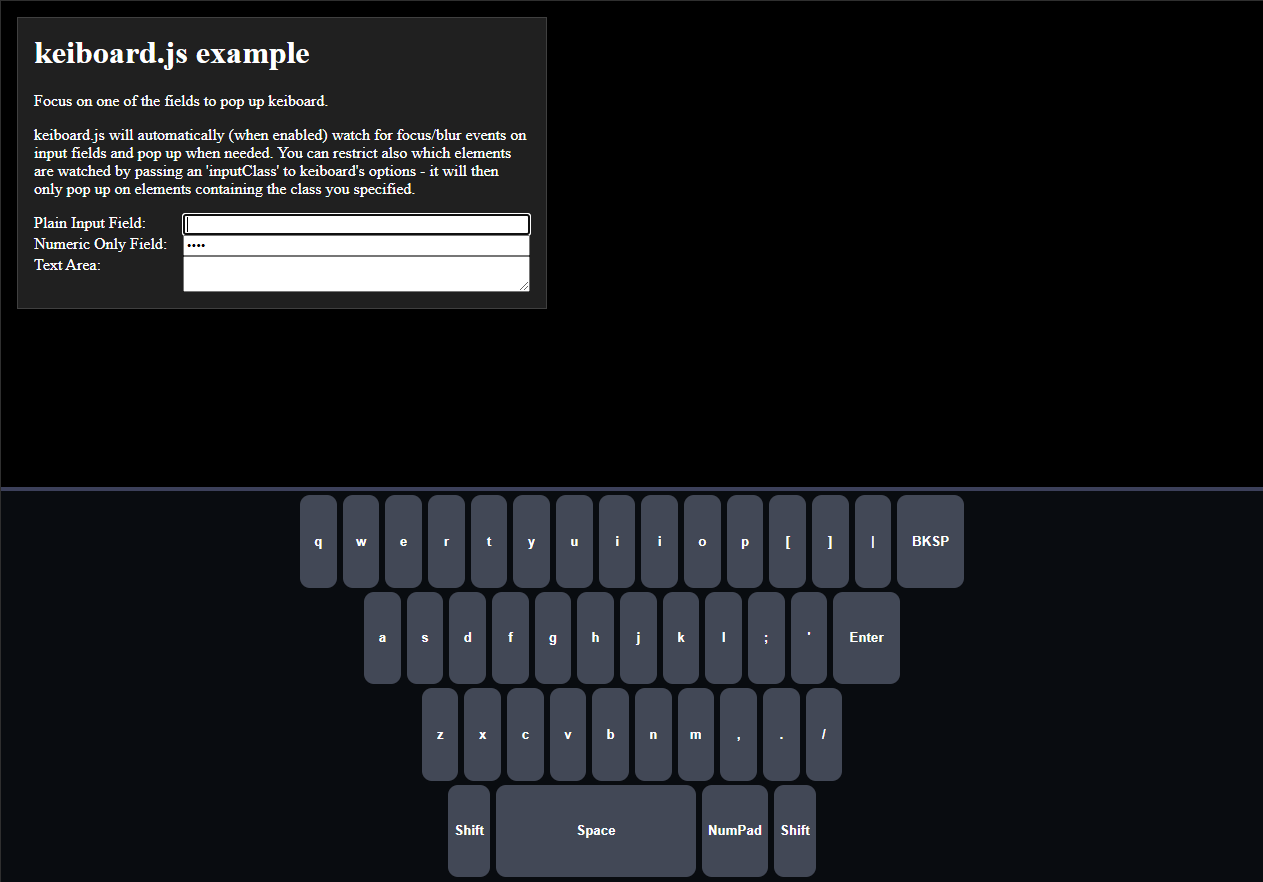 keiboard.js example
Focus on one of the fields to pop up keiboard.
keiboard.js will automatically (when enabled) watch for focus/blur events on
input fields and pop up when needed. You can restrict also which elements
are watched by passing an 'inputClass' to keiboard's options - it will then
only pop up on elements containing the class you specified.
Plain Input Field:
Numeric Only Field: ••••
Text Area:
q w e r t y u i i o p [ ] | BKSP
a s d f g h j k l ; ' Enter
z x c v b n m , . /
Shift Space NumPad Shift